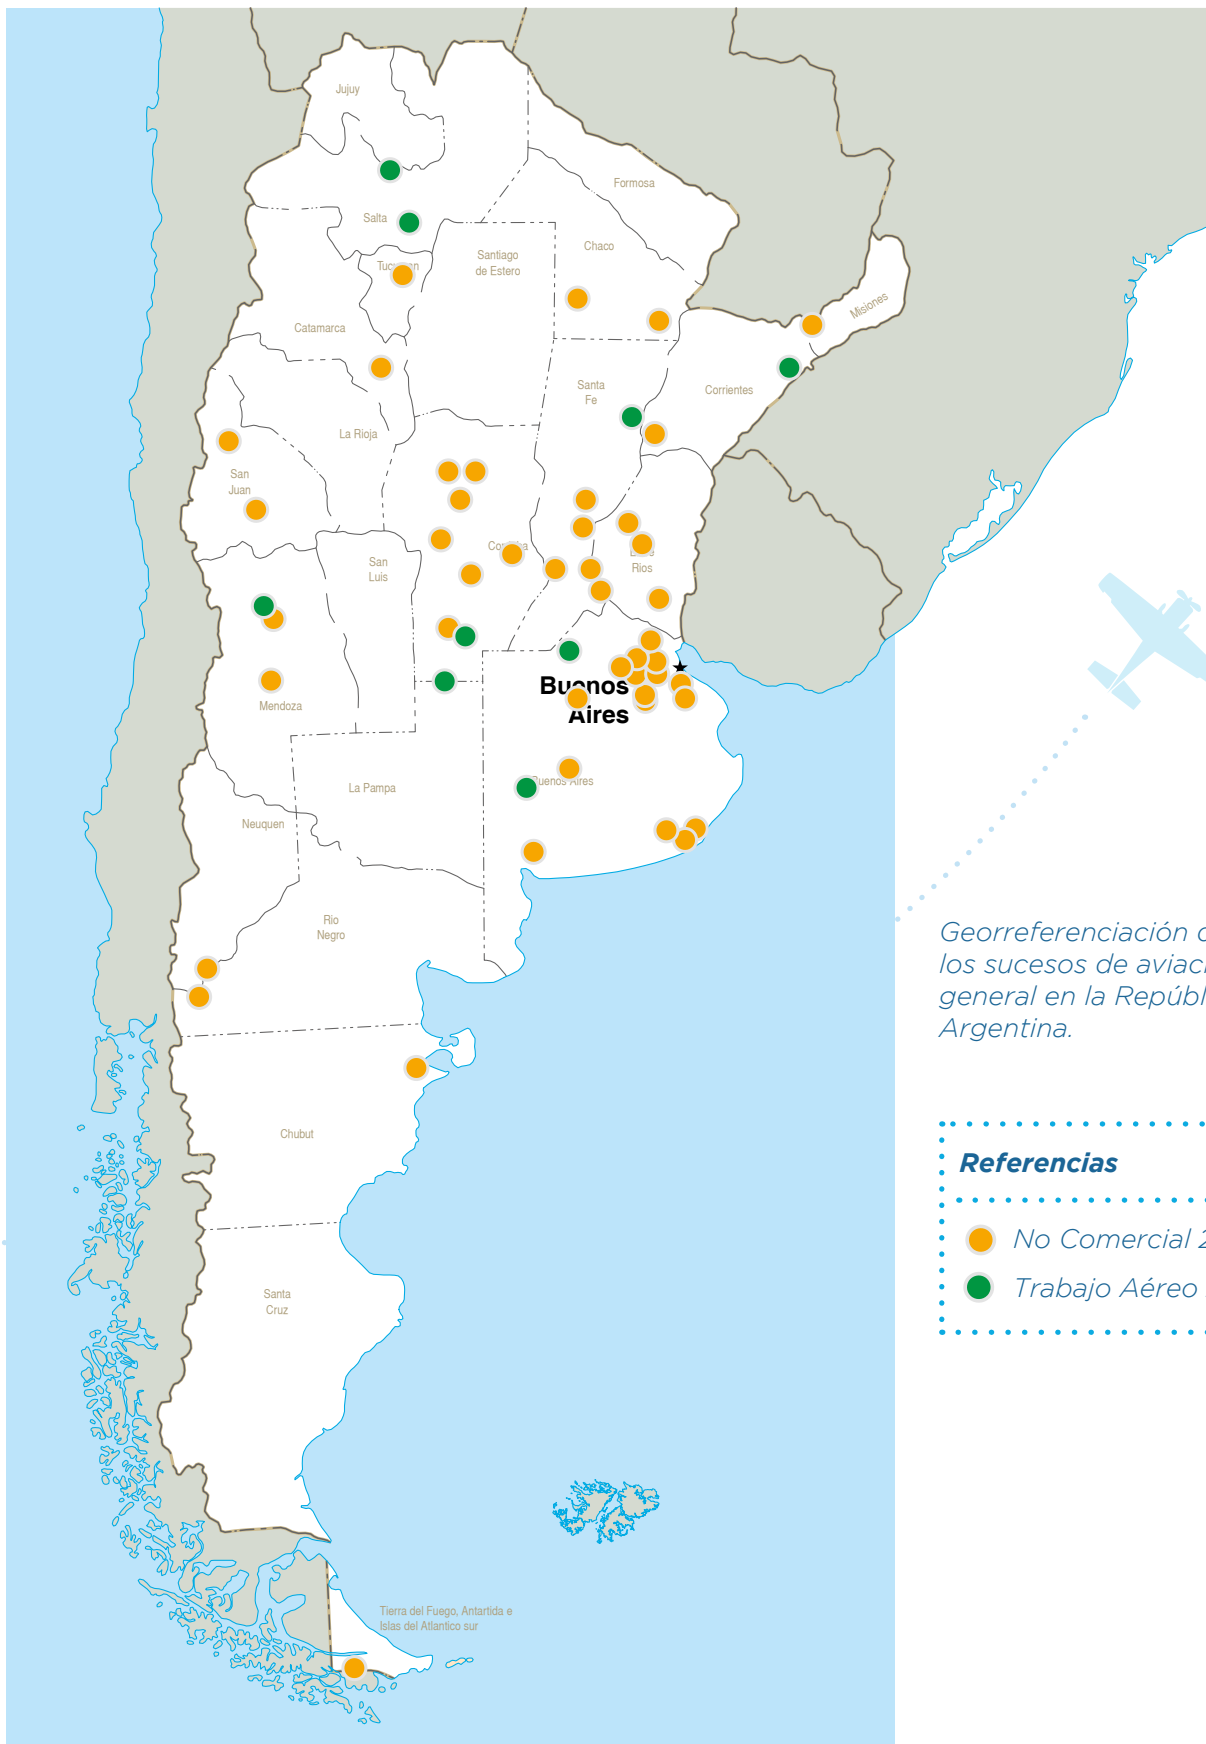 Jujuy
Formosa
Salta
Chaco
Santiago
de Estero
Misiones
Catamarca
Santa
Fe
Corrientes
La Rioja
San
Juan
San
Luis
Rios
Buenos
Aires
Mendoza
Buenos Aires
La Pampa
Neuquen
Rio
Negro
Georreferenciación
los sucesos de
general en la
Argentina.
Chubut
Referencias
No Comercial
Trabajo Aéreo
Santa
Cruz
Tierra del Fuego, Antartida e
Islas del Atlantico sur